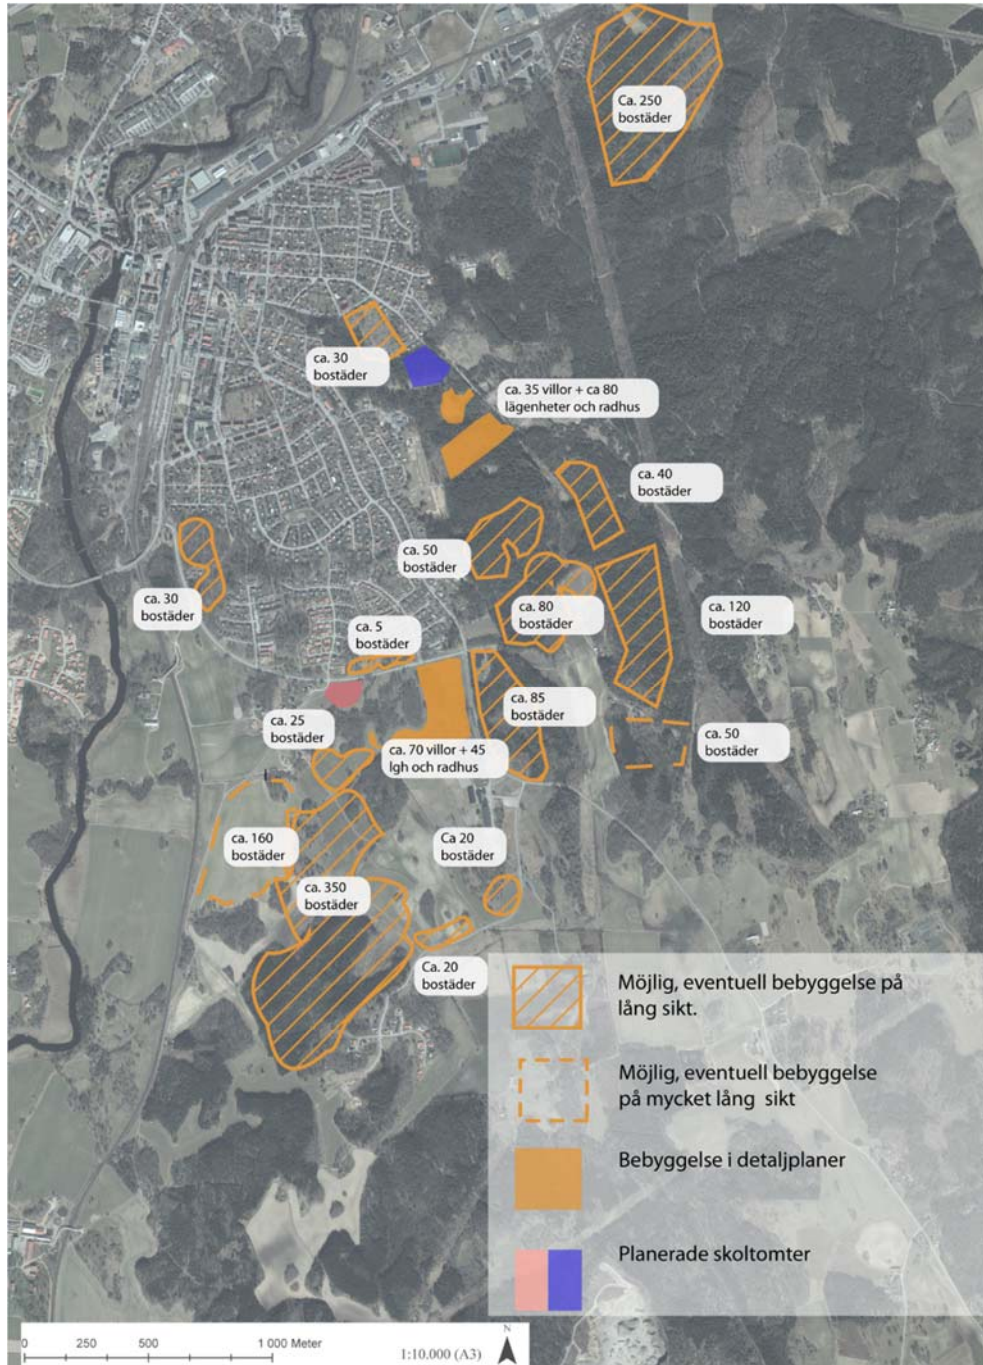 Ca. 250
bostäder
ca. 30
bostäder
ca. 35 villor + ca 80
lägenheter och radhus
ca. 40
bostäder
ca. 50
bostäder
ca. 30
bostäder
ca. 80
bostäder
ca. 120
bostäder
ca. 5
bostäder
ca. 85
bostäder
ca. 25
bostäder
ca. 50
bostäder
ca. 70 villor + 45
lgh och radhus
ca. 160
bostäder
Ca 20
bostäder
ca. 350
bostäder
Ca. 20
bostäder
Möjlig, eventuell bebyggelse på
lång sikt.
Möjlig, eventuell bebyggelse
på mycket lång sikt
Bebyggelse i detaljplaner
Planerade skoltomter
0 250 500 1 000 Meter
1:10.000 (A3)
N